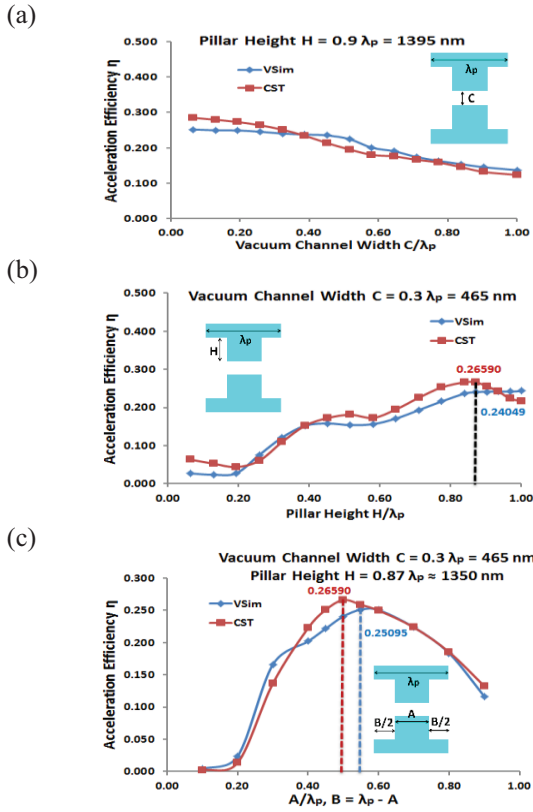 (a)
Pillar Height H = 0.9 λp = 1395 nm
VSim
CST
λp
C
Acceleration Efficiency η
0.500
0.400
0.300
0.200
0.100
0.000
0.00 0.20 0.40 0.60 0.80 1.00
Vacuum Channel Width C/λp
(b)
Vacuum Channel Width C = 0.3 λp = 465 nm
λp
H
VSim
CST
0.26590
0.24049
Acceleration Efficiency η
0.500
0.400
0.300
0.200
0.100
0.000
0.00 0.20 0.40 0.60 0.80 1.00
Pillar Height H/λp
(c)
Vacuum Channel Width C = 0.3 λp = 465 nm
Pillar Height H = 0.87 λp ≈ 1350 nm
0.26590
VSim
CST
0.25095
λp
A
B/2
B/2
Acceleration Efficiency η
0.300
0.250
0.200
0.150
0.100
0.050
0.000
0.00 0.20 0.40 0.60 0.80 1.00
A/λp, B = λp - A